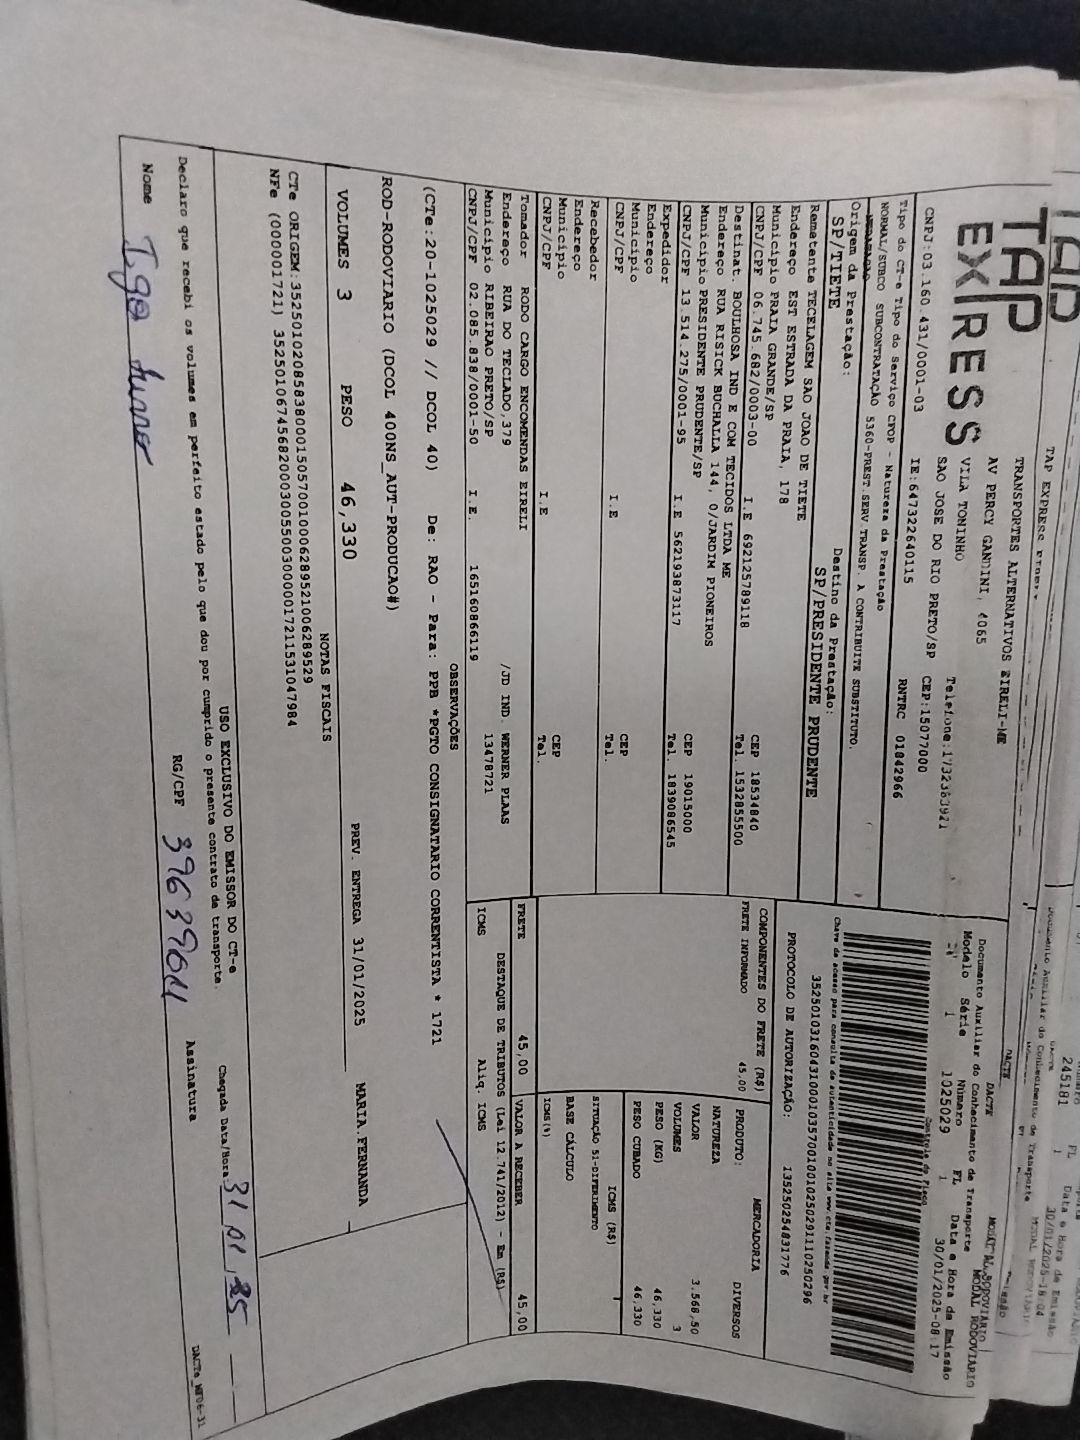 TAP EXPRESS
TRANSPORTES ALTERNATIVOS EIRELI-ME
AV PERCY GANDINI, 4065
VILA TONINHO
SAO JOSE DO RIO PRETO/SP CEP:15077000
Telefone:1732383921
CNPJ:03.160.431/0001-03 IE:647322640115 RNTRC 01842966
DACTE MODAL RODOVIÁRIO
Documento Auxiliar do Conhecimento de Transporte
Modelo Série Número FL Data e Hora de Emissão
1 1025029 1 30/01/2025-08:17
Controle do Fisco
Chave de acesso para consulta de autenticidade no site www.cte.fazenda.gov.br
35250103160431000103570010010250291110250296
PROTOCOLO DE AUTORIZAÇÃO: 135250254831776
Tipo do CT-e Tipo do Serviço CFOP - Natureza da Prestação
NORMAL/SUBCO SUBCONTRATAÇÃO 5360-PREST.SERV.TRANSP. A CONTRIBUITE SUBSTITUTO.
Origem da Prestação: Destino da Prestação:
SP/TIETE SP/PRESIDENTE PRUDENTE
Remetente TECELAGEM SAO JOAO DE TIETE
Endereço EST ESTRADA DA PRAIA, 178
Município PRAIA GRANDE/SP CEP 18534840
CNPJ/CPF 06.745.682/0003-00 I.E 692125789118 Tel. 1532855500
Destinat. BOULHOSA IND E COM TECIDOS LTDA ME
Endereço RUA RISICK BUCHALLA 144, 0/JARDIM PIONEIROS
Município PRESIDENTE PRUDENTE/SP CEP 19015000
CNPJ/CPF 13.514.275/0001-95 I.E 562193873117 Tel. 1839086545
Expedidor
Endereço
Município CEP
CNPJ/CPF I.E Tel.
Recebedor
Endereço
Município CEP
CNPJ/CPF I.E Tel.
Tomador RODO CARGO ENCOMENDAS EIRELI
Endereço RUA DO TECLADO,379 /JD IND. WERNER PLAAS
Município RIBEIRAO PRETO/SP 13478721
CNPJ/CPF 02.085.838/0001-50 I.E. 165160866119
COMPONENTES DO FRETE (R$)
FRETE INFORMADO 45,00
FRETE 45,00
PRODUTO: MERCADORIA
NATUREZA DIVERSOS
VALOR 3.568,50
VOLUMES 3
PESO (KG) 46,330
PESO CUBADO 46,330
ICMS (R$)
SITUAÇÃO 51-DIFERIMENTO
BASE CÁLCULO
ICMS(%)
VALOR A RECEBER 45,00
DESTAQUE DE TRIBUTOS (Lei 12.741/2012) - Em (R$)
ICMS Aliq. ICMS
OBSERVAÇÕES
(CTe:20-1025029 // DCOL 40) De: RAO - Para: PPB *PGTO CONSIGNATARIO CORRENTISTA * 1721
ROD-RODOVIARIO (DCOL 400NS_AUT-PRODUCAO#)
VOLUMES 3 PESO 46,330 PREV. ENTREGA 31/01/2025 MARIA.FERNANDA
NOTAS FISCAIS
CTe ORIGEM:35250102085838000150570010006289521006289529
NFe (00001721) 35250106745682000300550030000017211531047984
USO EXCLUSIVO DO EMISSOR DO CT-e
Declaro que recebi os volumes em perfeito estado pelo que dou por cumprido o presente contrato de transporte.
Chegada Data/Hora 31 01 25
Nome RG/CPF Assinatura
DACTe_WF06-31